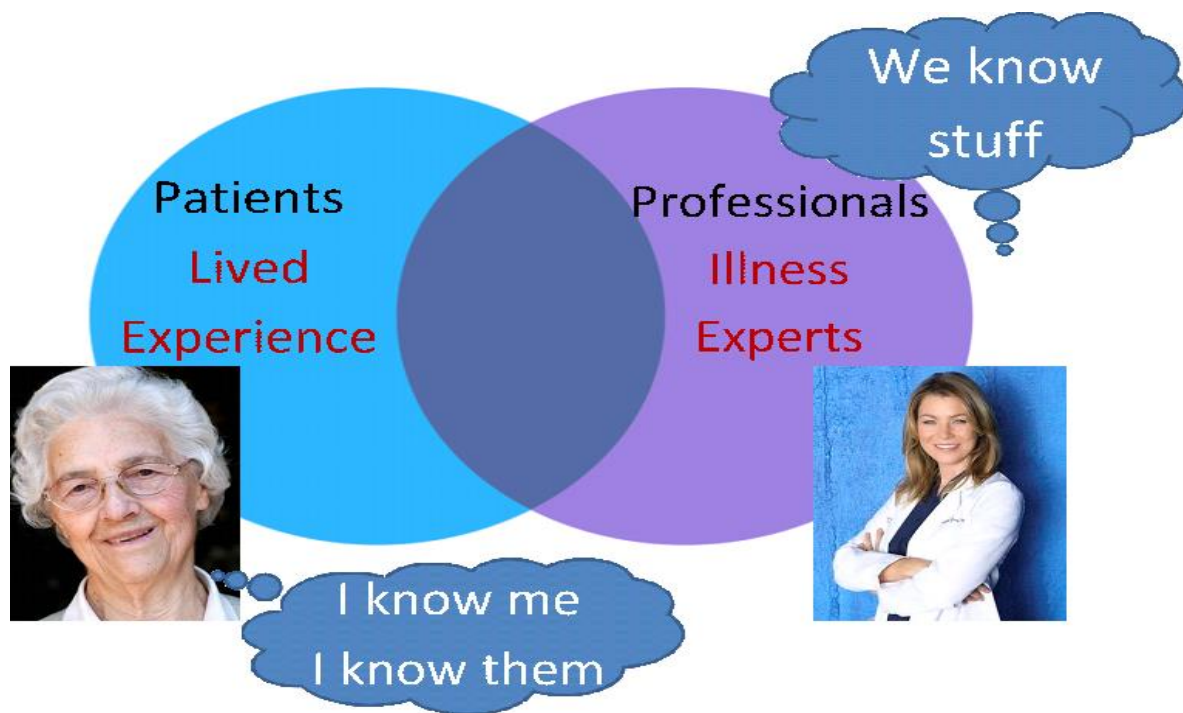 We know
stuff
Patients
Lived
Experience
Professionals
Illness
Experts
I know me
I know them